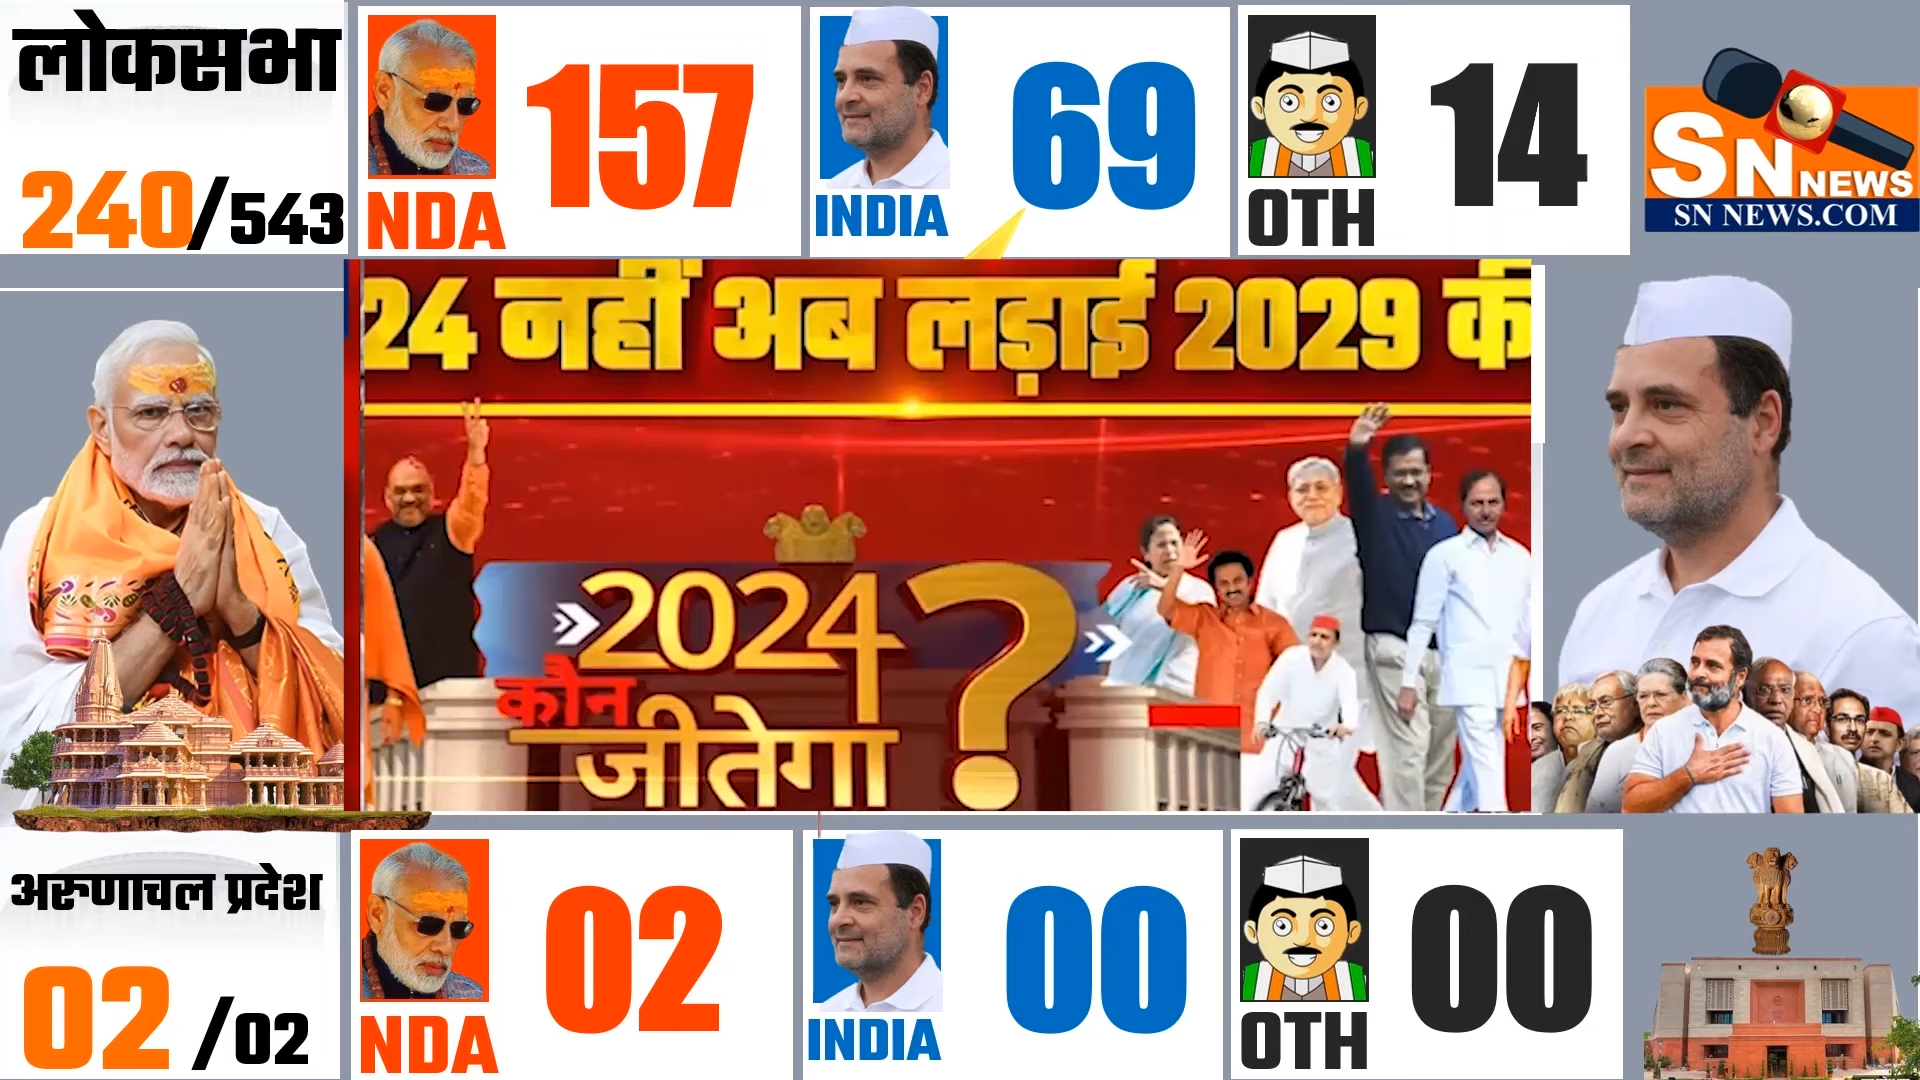 लोकसभा
240/543
NDA
157
INDIA
69
OTH
14
SN NEWS
SN NEWS.COM
24 नहीं अब लड़ाई 2029 की
2024
कौन
जीतेगा ?
अरुणाचल प्रदेश
02/02
NDA
02
INDIA
00
OTH
00